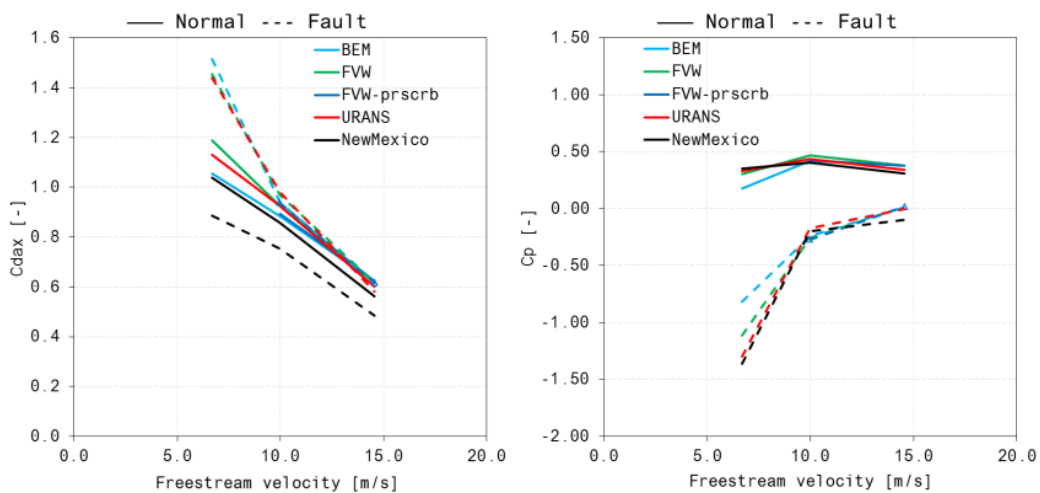 Normal Fault
1.6
1.4
1.2
1.0
0.8
0.6
0.4
0.2
0.0
Cdax [-]
BEM
FVW
FVW-prscrb
URANS
NewMexico
0.0 5.0 10.0 15.0 20.0
Freestream velocity [m/s]
Normal Fault
1.50
1.00
0.50
0.00
-0.50
-1.00
-1.50
-2.00
Cp [-]
BEM
FVW
FVW-prscrb
URANS
NewMexico
0.0 5.0 10.0 15.0 20.0
Freestream velocity [m/s]